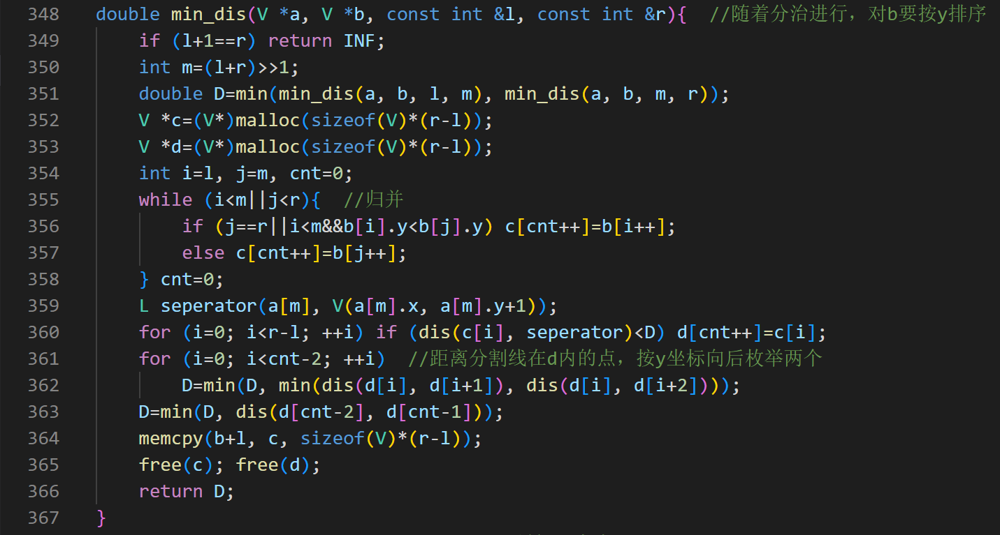 348 double min_dis(V *a, V *b, const int &l, const int &r){ //随着分治进行，对b要按y排序
349 if (l+1==r) return INF;
350 int m=(l+r)>>1;
351 double D=min(min_dis(a, b, l, m), min_dis(a, b, m, r));
352 V *c=(V*)malloc(sizeof(V)*(r-l));
353 V *d=(V*)malloc(sizeof(V)*(r-l));
354 int i=l, j=m, cnt=0;
355 while (i<m||j<r){ //归并
356 if (j==r||i<m&&b[i].y<b[j].y) c[cnt++]=b[i++];
357 else c[cnt++]=b[j++];
358 } cnt=0;
359 L seperator(a[m], V(a[m].x, a[m].y+1));
360 for (i=0; i<r-l; ++i) if (dis(c[i], seperator)<D) d[cnt++]=c[i];
361 for (i=0; i<cnt-2; ++i) //距离分割线在d内的点，按y坐标向后枚举两个
362 D=min(D, min(dis(d[i], d[i+1]), dis(d[i], d[i+2])));
363 D=min(D, dis(d[cnt-2], d[cnt-1]));
364 memcpy(b+l, c, sizeof(V)*(r-l));
365 free(c); free(d);
366 return D;
367 }